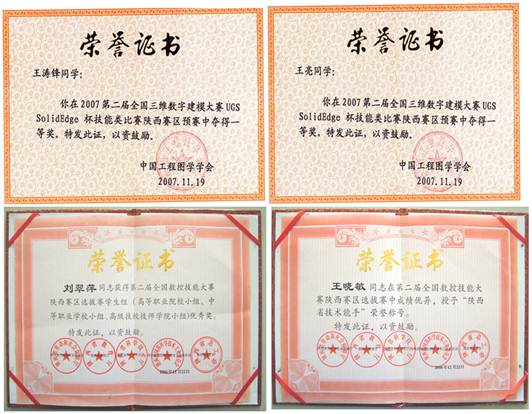 荣誉证书
王涛锋同学:
你在2007第二届全国三维数字建模大赛UGS
SolidEdge 杯技能类比赛陕西赛区预赛中夺得一
等奖。特发此证,以资鼓励。
中国工程图学学会
2007.11.19
荣誉证书
王亮同学:
你在2007第二届全国三维数字建模大赛UGS
SolidEdge 杯技能类比赛陕西赛区预赛中夺得一
等奖。特发此证,以资鼓励。
中国工程图学学会
2007.11.19
荣誉证书
刘翠萍 同志获得第二届全国数控技能大赛
陕西赛区选拔赛学生组(高等职业院校小组、中
等职业学校小组、高级技校技师学院小组)优秀奖。
特发此证,以资鼓励。
荣誉证书
王晓敏 同志在第二届全国数控技能大
赛陕西赛区选拔赛中成绩优异,授予“陕西
省技术能手”荣誉称号。
特发此证,以资鼓励。